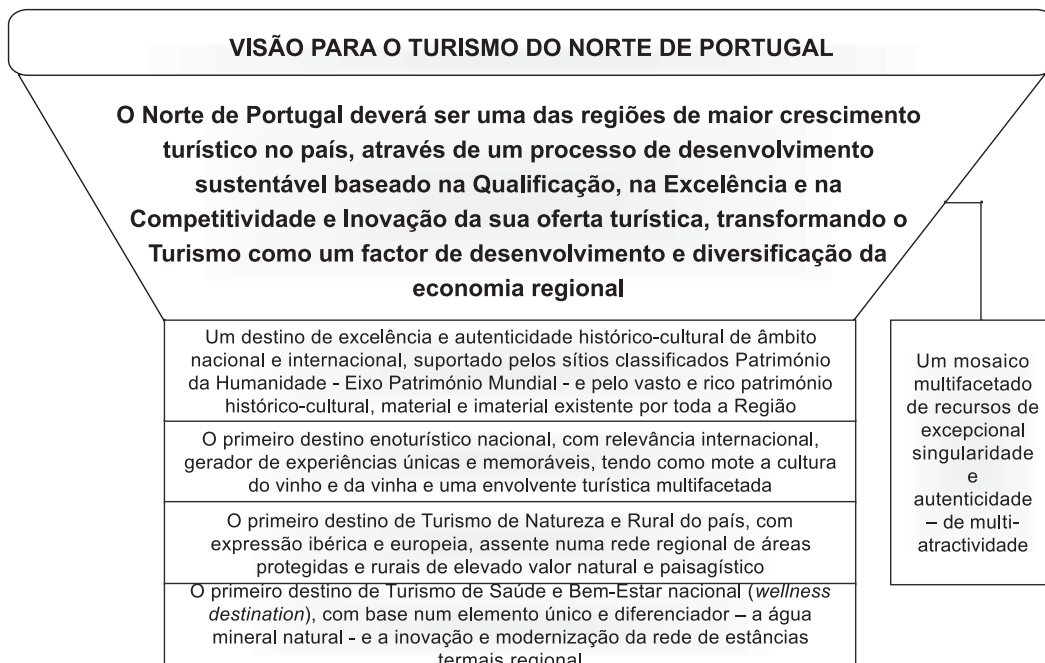 VISÃO PARA O TURISMO DO NORTE DE PORTUGAL
O Norte de Portugal deverá ser uma das regiões de maior crescimento
turístico no país, através de um processo de desenvolvimento
sustentável baseado na Qualificação, na Excelência e na
Competitividade e Inovação da sua oferta turística, transformando o
Turismo como um factor de desenvolvimento e diversificação da
economia regional
Um destino de excelência e autenticidade histórico-cultural de âmbito
nacional e internacional, suportado pelos sítios classificados Património
da Humanidade - Eixo Património Mundial - e pelo vasto e rico património
histórico-cultural, material e imaterial existente por toda a Região
O primeiro destino enoturístico nacional, com relevância internacional,
gerador de experiências únicas e memoráveis, tendo como mote a cultura
do vinho e da vinha e uma envolvente turística multifacetada
O primeiro destino de Turismo de Natureza e Rural do país, com
expressão ibérica e europeia, assente numa rede regional de áreas
protegidas e rurais de elevado valor natural e paisagístico
O primeiro destino de Turismo de Saúde e Bem-Estar nacional (wellness
destination), com base num elemento único e diferenciador – a água
mineral natural - e a inovação e modernização da rede de estâncias
termais regional
Um mosaico
multifacetado
de recursos de
excepcional
singularidade
e
autenticidade
– de multi-
atractividade